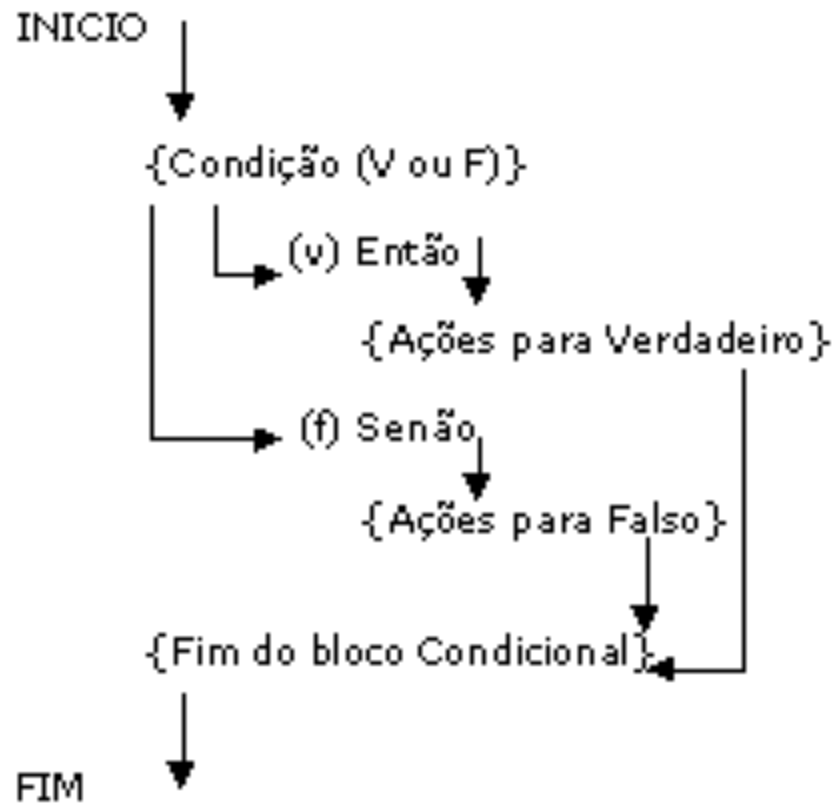 INICIO
{Condição (V ou F)}
(v) Então
{Ações para Verdadeiro}
(f) Senão
{Ações para Falso}
{Fim do bloco Condicional}
FIM